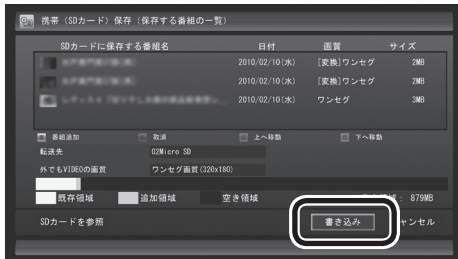 携帯（SDカード）保存（保存する番組の一覧）
SDカードに保存する番組名 日付 画質 サイズ
2010/02/10(水) [変換]ワンセグ 2MB
2010/02/10(水) [変換]ワンセグ 2MB
2010/02/10(水) ワンセグ 3MB
番組追加 取消 上へ移動 下へ移動
転送先 O2Micro SD
外でもVIDEOの画質 ワンセグ画質(320x180)
既存領域 追加領域 空き領域 : 879MB
SDカードを参照 書き込み ャンセル